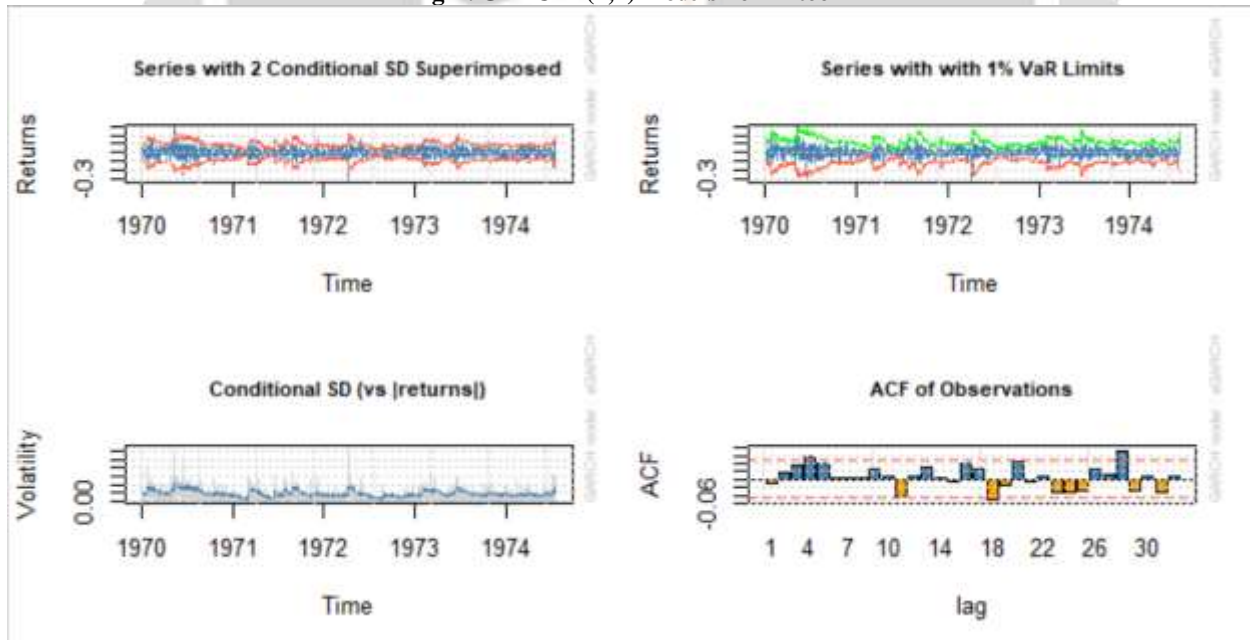 Series with 2 Conditional SD Superimposed
Returns
-0.3
1970 1971 1972 1973 1974
Time
Series with with 1% VaR Limits
Returns
-0.3
1970 1971 1972 1973 1974
Time
Conditional SD (vs |returns|)
Volatility
0.00
1970 1971 1972 1973 1974
Time
ACF of Observations
ACF
-0.06
1 4 7 10 14 18 22 26 30
lag